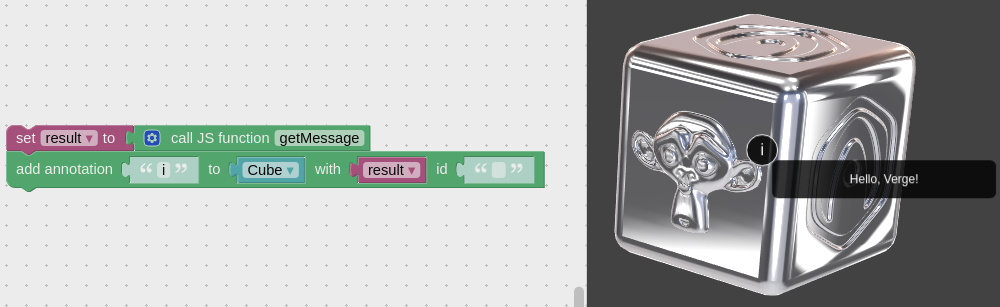 set result ▾ to call JS function getMessage
add annotation “ i ” to Cube ▾ with result ▾ id “ ”
i
Hello, Verge!